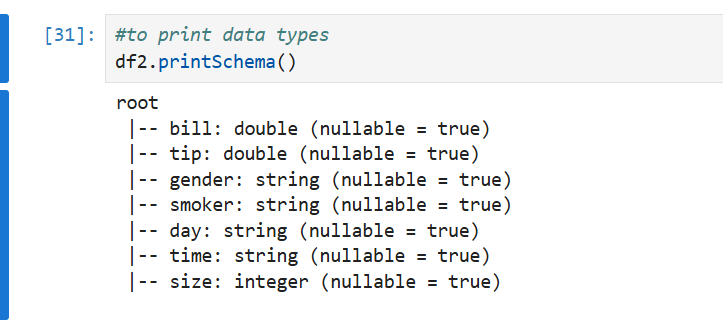 [31]: #to print data types
df2.printSchema()
root
 |-- bill: double (nullable = true)
 |-- tip: double (nullable = true)
 |-- gender: string (nullable = true)
 |-- smoker: string (nullable = true)
 |-- day: string (nullable = true)
 |-- time: string (nullable = true)
 |-- size: integer (nullable = true)